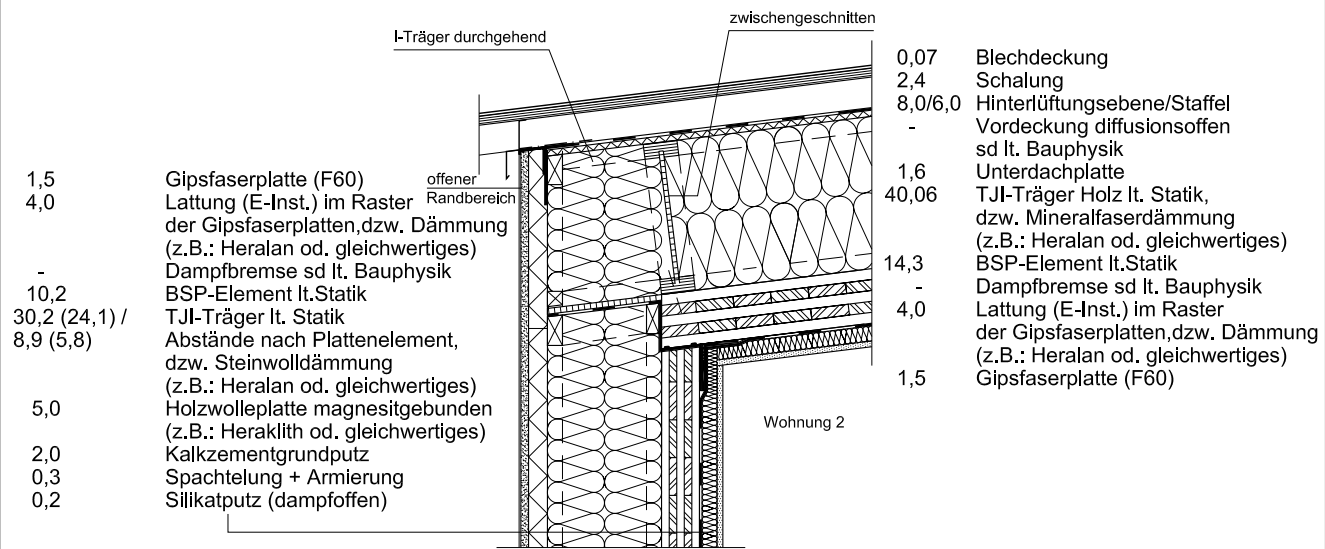 zwischengeschnitten
I-Träger durchgehend
offener
Randbereich
1,5 Gipsfaserplatte (F60)
4,0 Lattung (E-Inst.) im Raster
der Gipsfaserplatten,dzw. Dämmung
(z.B.: Heralan od. gleichwertiges)
- Dampfbremse sd lt. Bauphysik
10,2 BSP-Element lt.Statik
30,2 (24,1) / TJI-Träger lt. Statik
8,9 (5,8) Abstände nach Plattenelement,
dzw. Steinwolldämmung
(z.B.: Heralan od. gleichwertiges)
5,0 Holzwolleplatte magnesitgebunden
(z.B.: Heraklith od. gleichwertiges)
2,0 Kalkzementgrundputz
0,3 Spachtelung + Armierung
0,2 Silikatputz (dampfoffen)
0,07 Blechdeckung
2,4 Schalung
8,0/6,0 Hinterlüftungsebene/Staffel
- Vordeckung diffusionsoffen
sd lt. Bauphysik
1,6 Unterdachplatte
40,06 TJI-Träger Holz lt. Statik,
dzw. Mineralfaserdämmung
(z.B.: Heralan od. gleichwertiges)
14,3 BSP-Element lt.Statik
- Dampfbremse sd lt. Bauphysik
4,0 Lattung (E-Inst.) im Raster
der Gipsfaserplatten,dzw. Dämmung
(z.B.: Heralan od. gleichwertiges)
1,5 Gipsfaserplatte (F60)
Wohnung 2